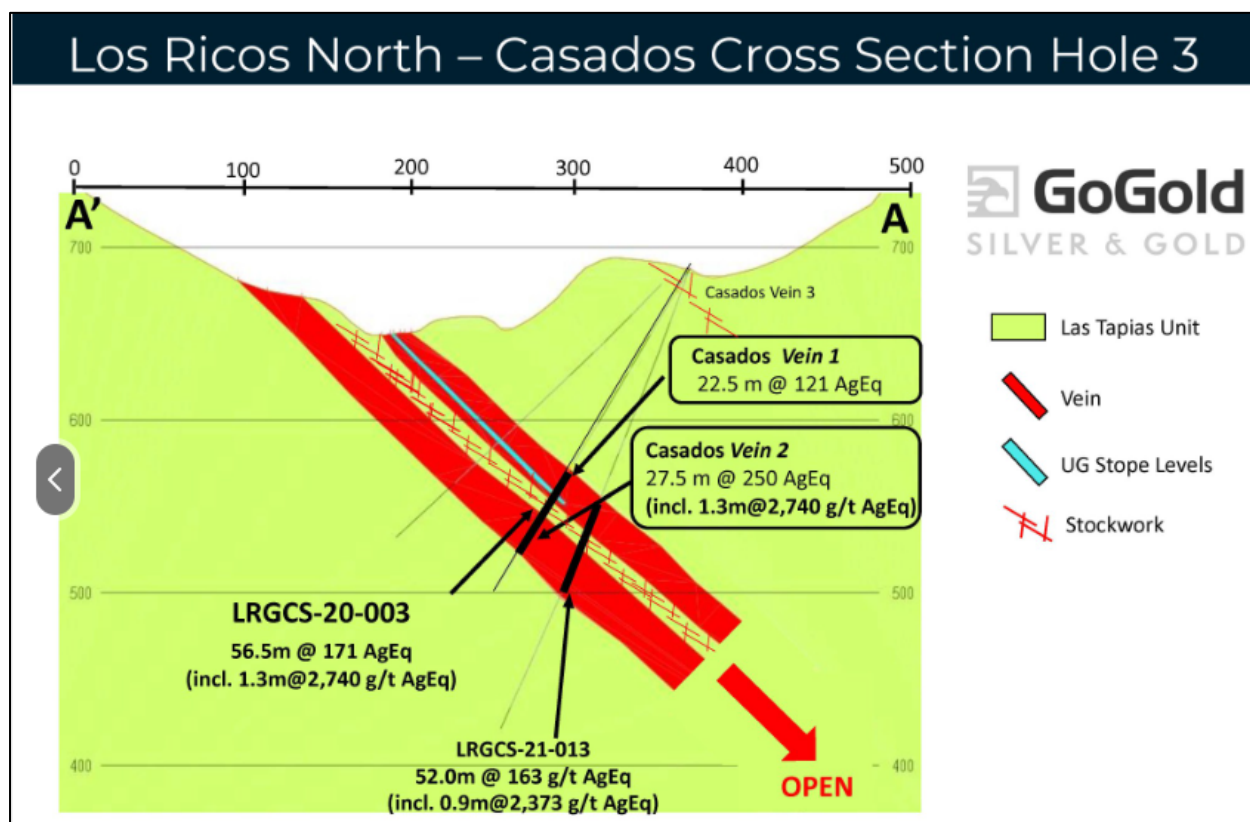 Los Ricos North – Casados Cross Section Hole 3
0 100 200 300 400 500
A’ A
GoGold
SILVER & GOLD
700 700
Casados Vein 3
Las Tapias Unit
Vein
UG Stope Levels
Stockwork
Casados Vein 1
22.5 m @ 121 AgEq
600 600
Casados Vein 2
27.5 m @ 250 AgEq
(incl. 1.3m@2,740 g/t AgEq)
500 500
LRGCS-20-003
56.5m @ 171 AgEq
(incl. 1.3m@2,740 g/t AgEq)
LRGCS-21-013
52.0m @ 163 g/t AgEq
(incl. 0.9m@2,373 g/t AgEq)
400 400
OPEN